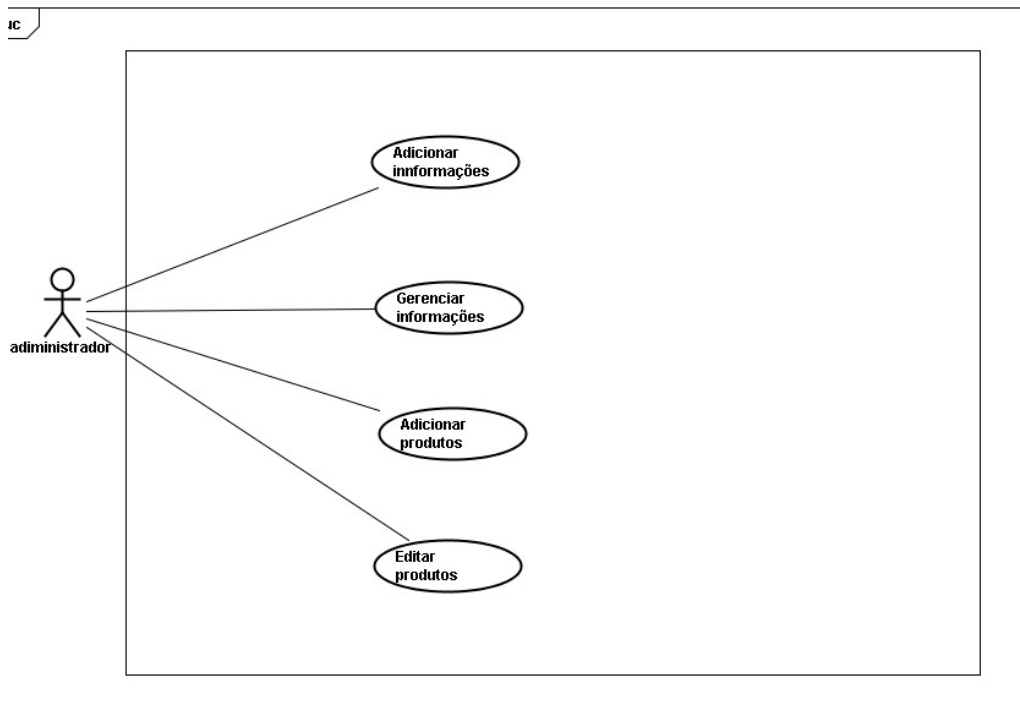 uc
Adicionar
innformações
Gerenciar
informações
adiministrador
Adicionar
produtos
Editar
produtos